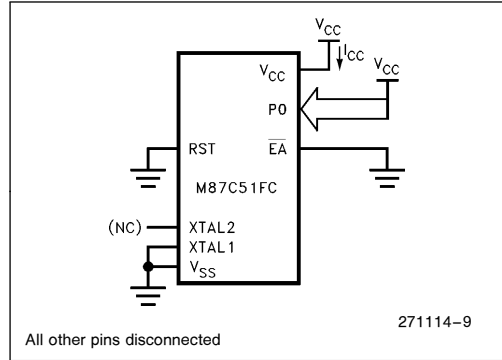 VCC
ICC
VCC
VCC
P0
RST
EA
M87C51FC
(NC)
XTAL2
XTAL1
VSS
271114–9
All other pins disconnected